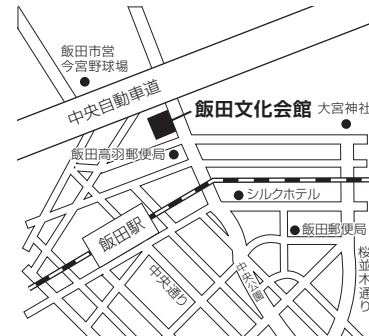 飯田市営
今宮野球場
中央自動車道
飯田文化会館
大宮神社
飯田高羽郵便局
シルクホテル
飯田駅
飯田郵便局
中央通り
中央公園
桜並木通り